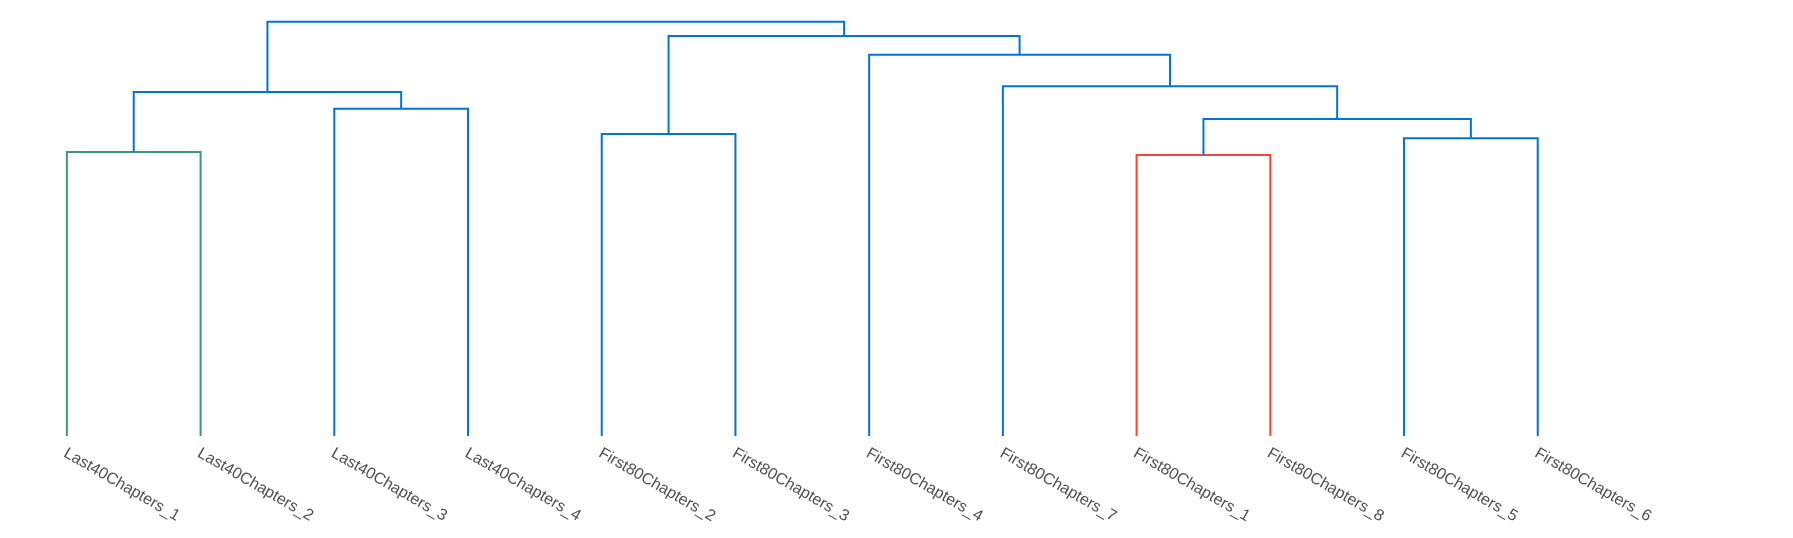 Last40Chapters_1
Last40Chapters_2
Last40Chapters_3
Last40Chapters_4
First80Chapters_2
First80Chapters_3
First80Chapters_4
First80Chapters_7
First80Chapters_1
First80Chapters_8
First80Chapters_5
First80Chapters_6